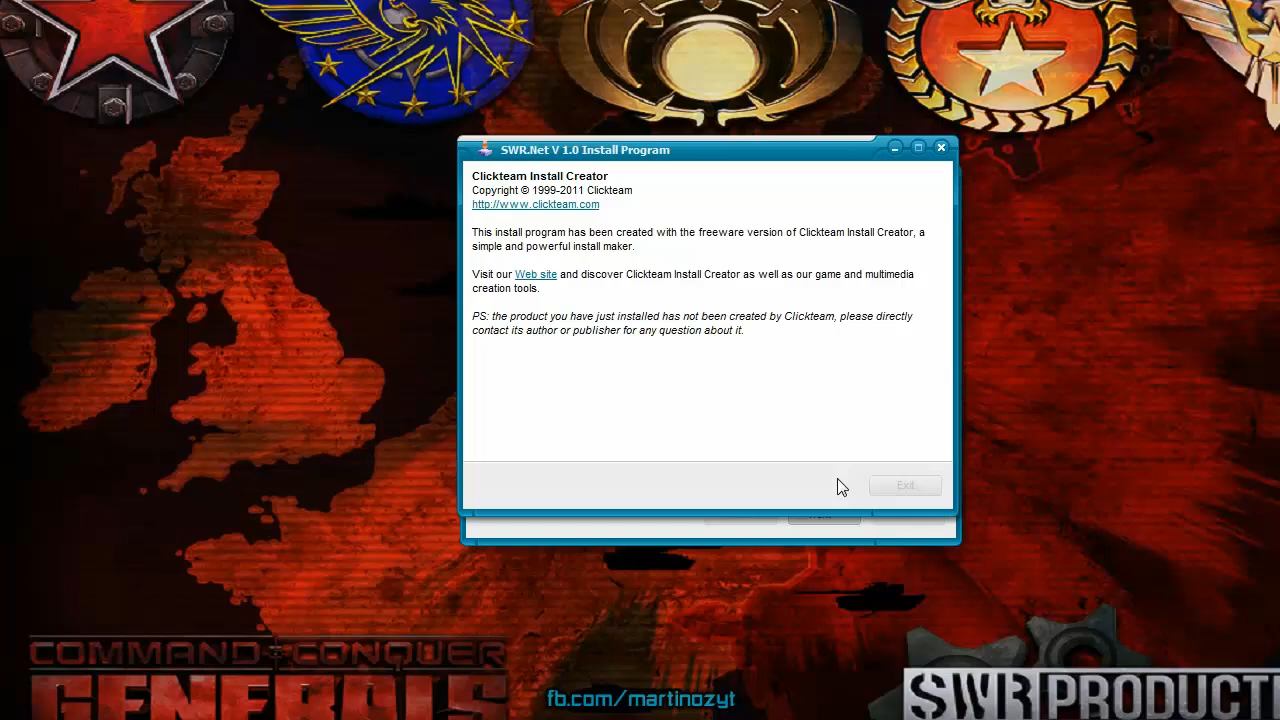 SWR.Net V 1.0 Install Program
Clickteam Install Creator
Copyright © 1999-2011 Clickteam
http://www.clickteam.com
This install program has been created with the freeware version of Clickteam Install Creator, a
simple and powerful install maker.
Visit our Web site and discover Clickteam Install Creator as well as our game and multimedia
creation tools.
PS: the product you have just installed has not been created by Clickteam, please directly
contact its author or publisher for any question about it.
Exit
COMMAND & CONQUER
GENERALS
fb.com/martinozyt
SWR PRODUCTI